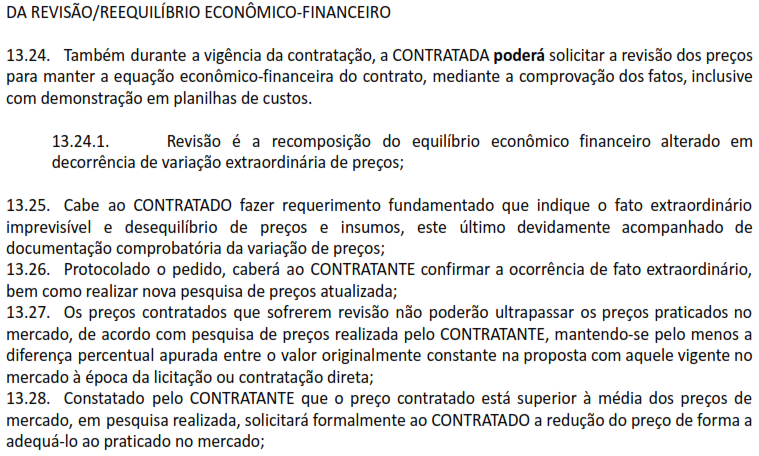 DA REVISÃO/REEQUILÍBRIO ECONÔMICO-FINANCEIRO
13.24. Também durante a vigência da contratação, a CONTRATADA poderá solicitar a revisão dos preços
para manter a equação econômico-financeira do contrato, mediante a comprovação dos fatos, inclusive
com demonstração em planilhas de custos.
13.24.1. Revisão é a recomposição do equilíbrio econômico financeiro alterado em
decorrência de variação extraordinária de preços;
13.25. Cabe ao CONTRATADO fazer requerimento fundamentado que indique o fato extraordinário
imprevisível e desequilíbrio de preços e insumos, este último devidamente acompanhado de
documentação comprobatória da variação de preços;
13.26. Protocolado o pedido, caberá ao CONTRATANTE confirmar a ocorrência de fato extraordinário,
bem como realizar nova pesquisa de preços atualizada;
13.27. Os preços contratados que sofrerem revisão não poderão ultrapassar os preços praticados no
mercado, de acordo com pesquisa de preços realizada pelo CONTRATANTE, mantendo-se pelo menos a
diferença percentual apurada entre o valor originalmente constante na proposta com aquele vigente no
mercado à época da licitação ou contratação direta;
13.28. Constatado pelo CONTRATANTE que o preço contratado está superior à média dos preços de
mercado, em pesquisa realizada, solicitará formalmente ao CONTRATADO a redução do preço de forma a
adequá-lo ao praticado no mercado;